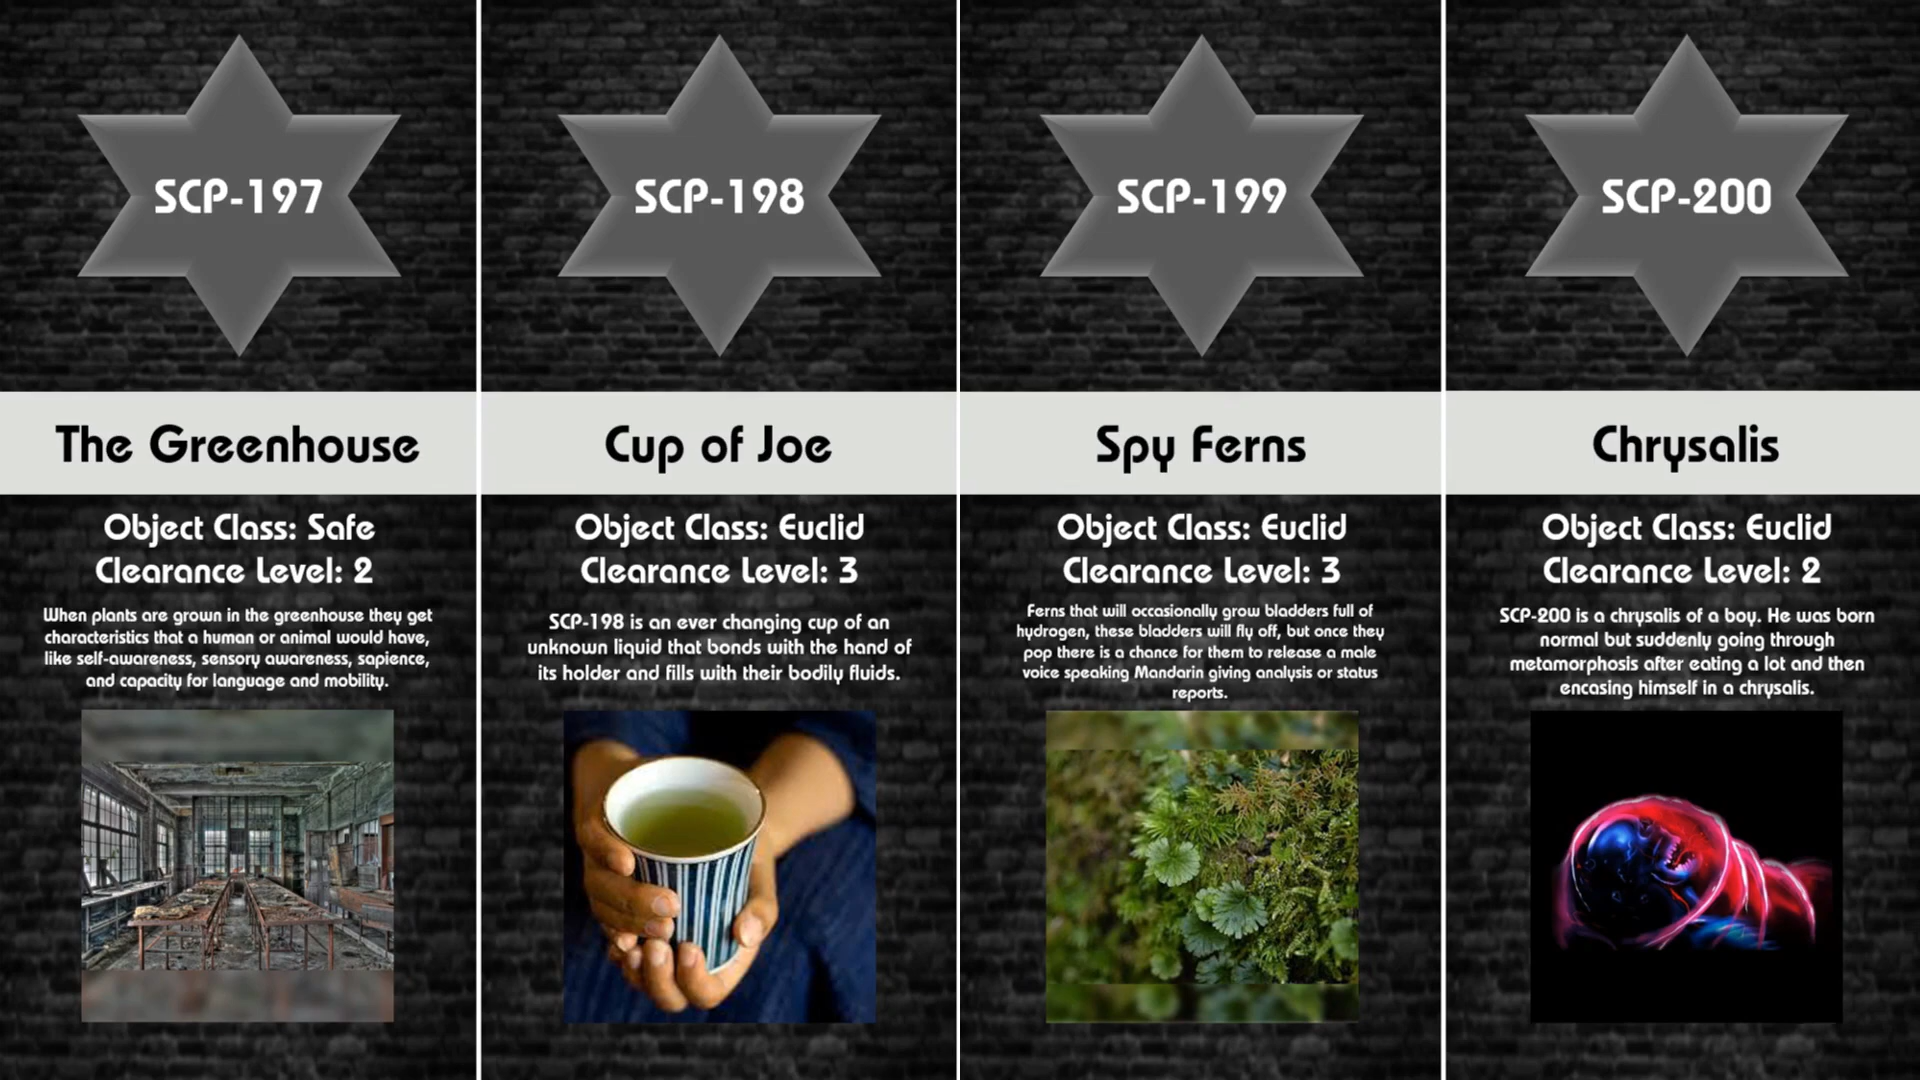 SCP-197
The Greenhouse
Object Class: Safe
Clearance Level: 2
When plants are grown in the greenhouse they get
characteristics that a human or animal would have,
like self-awareness, sensory awareness, sapience,
and capacity for language and mobility.
SCP-198
Cup of Joe
Object Class: Euclid
Clearance Level: 3
SCP-198 is an ever changing cup of an
unknown liquid that bonds with the hand of
its holder and fills with their bodily fluids.
SCP-199
Spy Ferns
Object Class: Euclid
Clearance Level: 3
Ferns that will occasionally grow bladders full of
hydrogen, these bladders will fly off, but once they
pop there is a chance for them to release a male
voice speaking Mandarin giving analysis or status
reports.
SCP-200
Chrysalis
Object Class: Euclid
Clearance Level: 2
SCP-200 is a chrysalis of a boy. He was born
normal but suddenly going through
metamorphosis after eating a lot and then
encasing himself in a chrysalis.